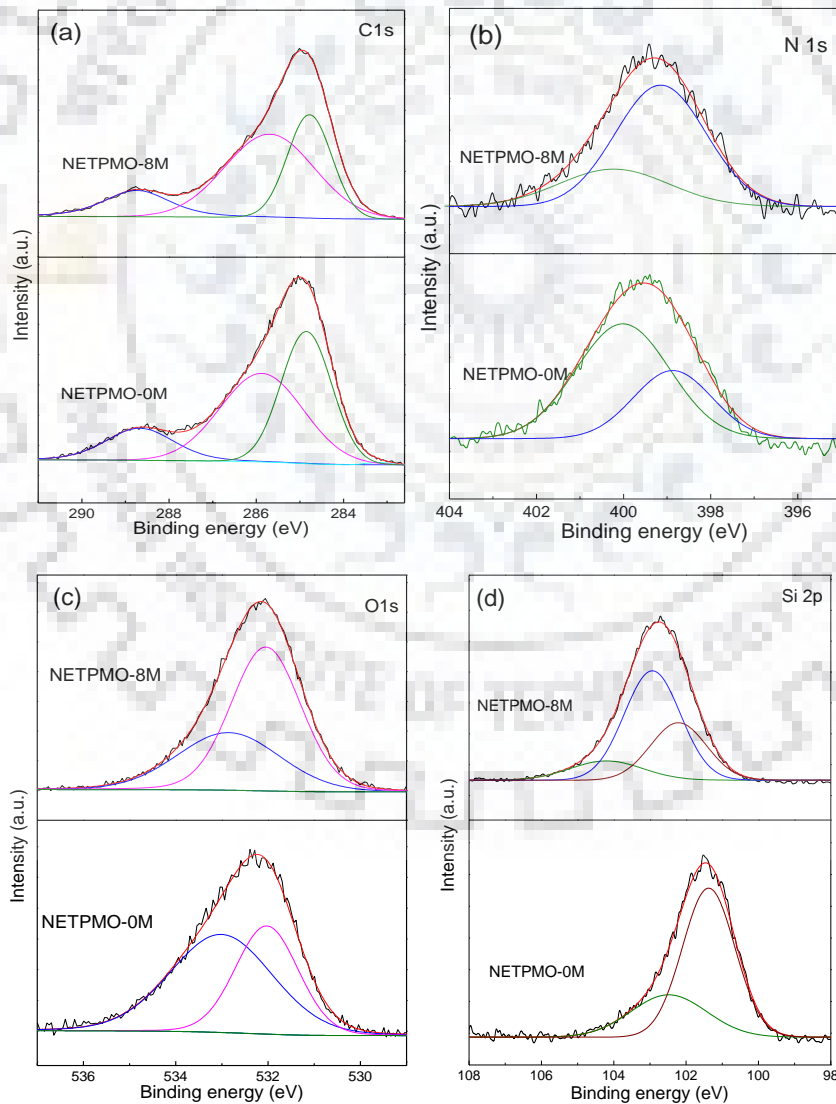 (a)
C1s
NETPMO-8M
NETPMO-0M
Intensity (a.u.)
290 288 286 284
Binding energy (eV)
(b)
N 1s
NETPMO-8M
NETPMO-0M
Intensity (a.u.)
404 402 400 398 396
Binding energy (eV)
(c)
O1s
NETPMO-8M
NETPMO-0M
Intensity (a.u.)
536 534 532 530
Binding energy (eV)
(d)
Si 2p
NETPMO-8M
NETPMO-0M
Intensity (a.u.)
108 106 104 102 100 98
Binding energy (eV)